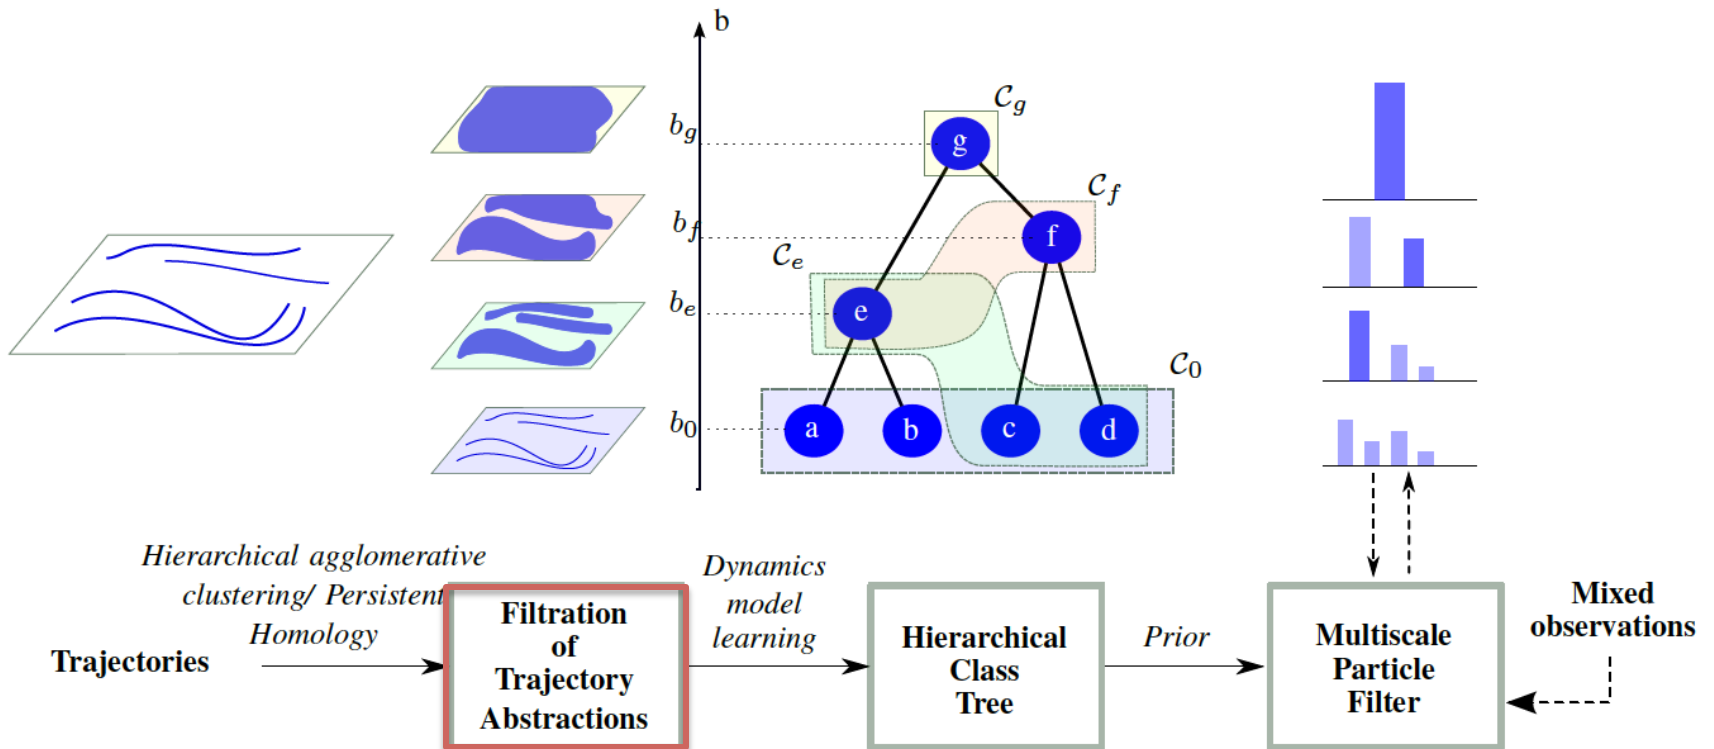 b
b_g
g
C_g
b_f
f
C_f
C_e
b_e
e
C_0
b_0
a
b
c
d
Hierarchical agglomerative
clustering/ Persistent
Homology
Trajectories
Filtration
of
Trajectory
Abstractions
Dynamics
model
learning
Hierarchical
Class
Tree
Prior
Multiscale
Particle
Filter
Mixed
observations